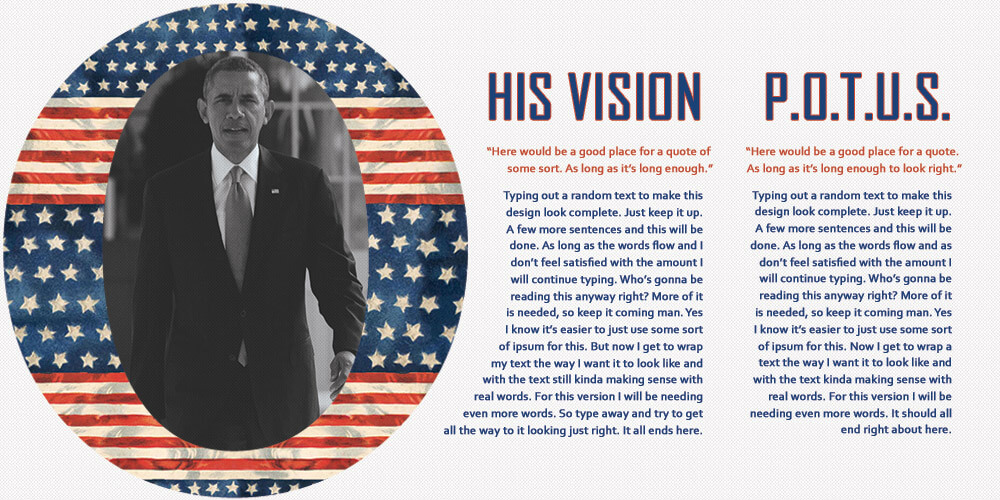 HIS VISION
“Here would be a good place for a quote of
some sort. As long as it’s long enough.”
Typing out a random text to make this
design look complete. Just keep it up.
A few more sentences and this will be
done. As long as the words flow and I
don’t feel satisfied with the amount I
will continue typing. Who’s gonna be
reading this anyway right? More of it
is needed, so keep it coming man. Yes
I know it’s easier to just use some sort
of ipsum for this. But now I get to wrap
my text the way I want it to look like and
with the text still kinda making sense with
real words. For this version I will be needing
even more words. So type away and try to get
all the way to it looking just right. It all ends here.
P.O.T.U.S.
“Here would be a good place for a quote.
As long as it’s long enough to look right.”
Typing out a random text to make this
design look complete. Just keep it up.
A few more sentences and this will be
done. As long as the words flow and as
don’t feel satisfied with the amount I
will continue typing. Who’s gonna be
reading this anyway right? More of it
is needed, so keep it coming man. Yes
I know it’s easier to just use some sort
of ipsum for this. Now I get to wrap a
text the way I want it to look like and
with the text kinda making sense with
real words. For this version I will be
needing even more words. It should all
end right about here.